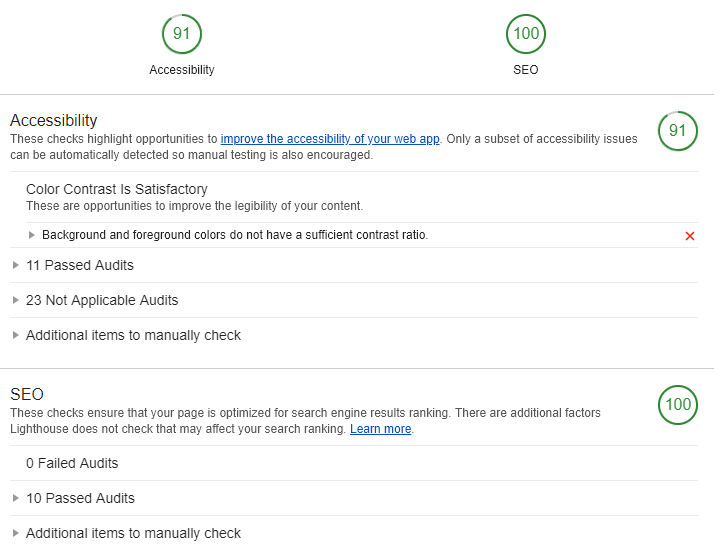 91
100
Accessibility
SEO
Accessibility
91
These checks highlight opportunities to improve the accessibility of your web app. Only a subset of accessibility issues
can be automatically detected so manual testing is also encouraged.
Color Contrast Is Satisfactory
These are opportunities to improve the legibility of your content.
Background and foreground colors do not have a sufficient contrast ratio.
11 Passed Audits
23 Not Applicable Audits
Additional items to manually check
SEO
100
These checks ensure that your page is optimized for search engine results ranking. There are additional factors
Lighthouse does not check that may affect your search ranking. Learn more.
0 Failed Audits
10 Passed Audits
Additional items to manually check